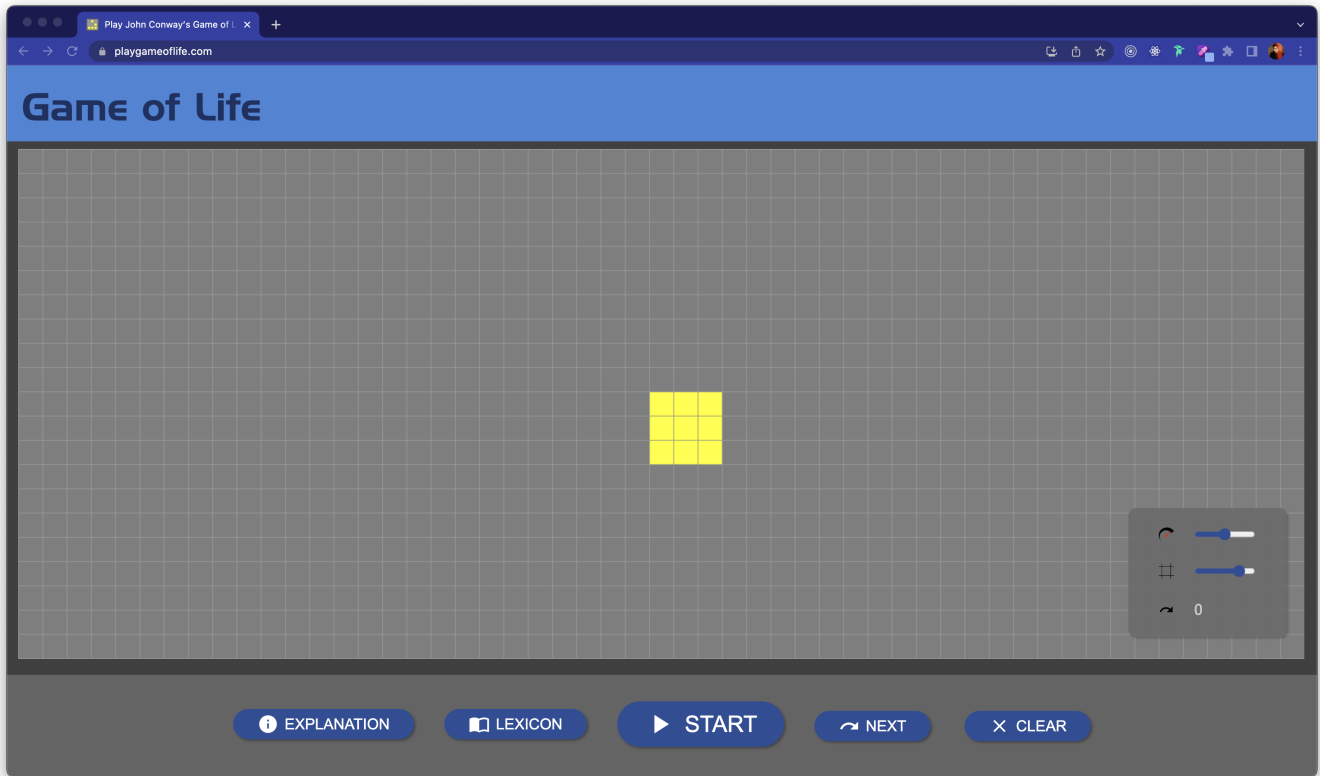 Play John Conway's Game of L
playgameoflife.com
Game of Life
0
EXPLANATION
LEXICON
START
NEXT
CLEAR